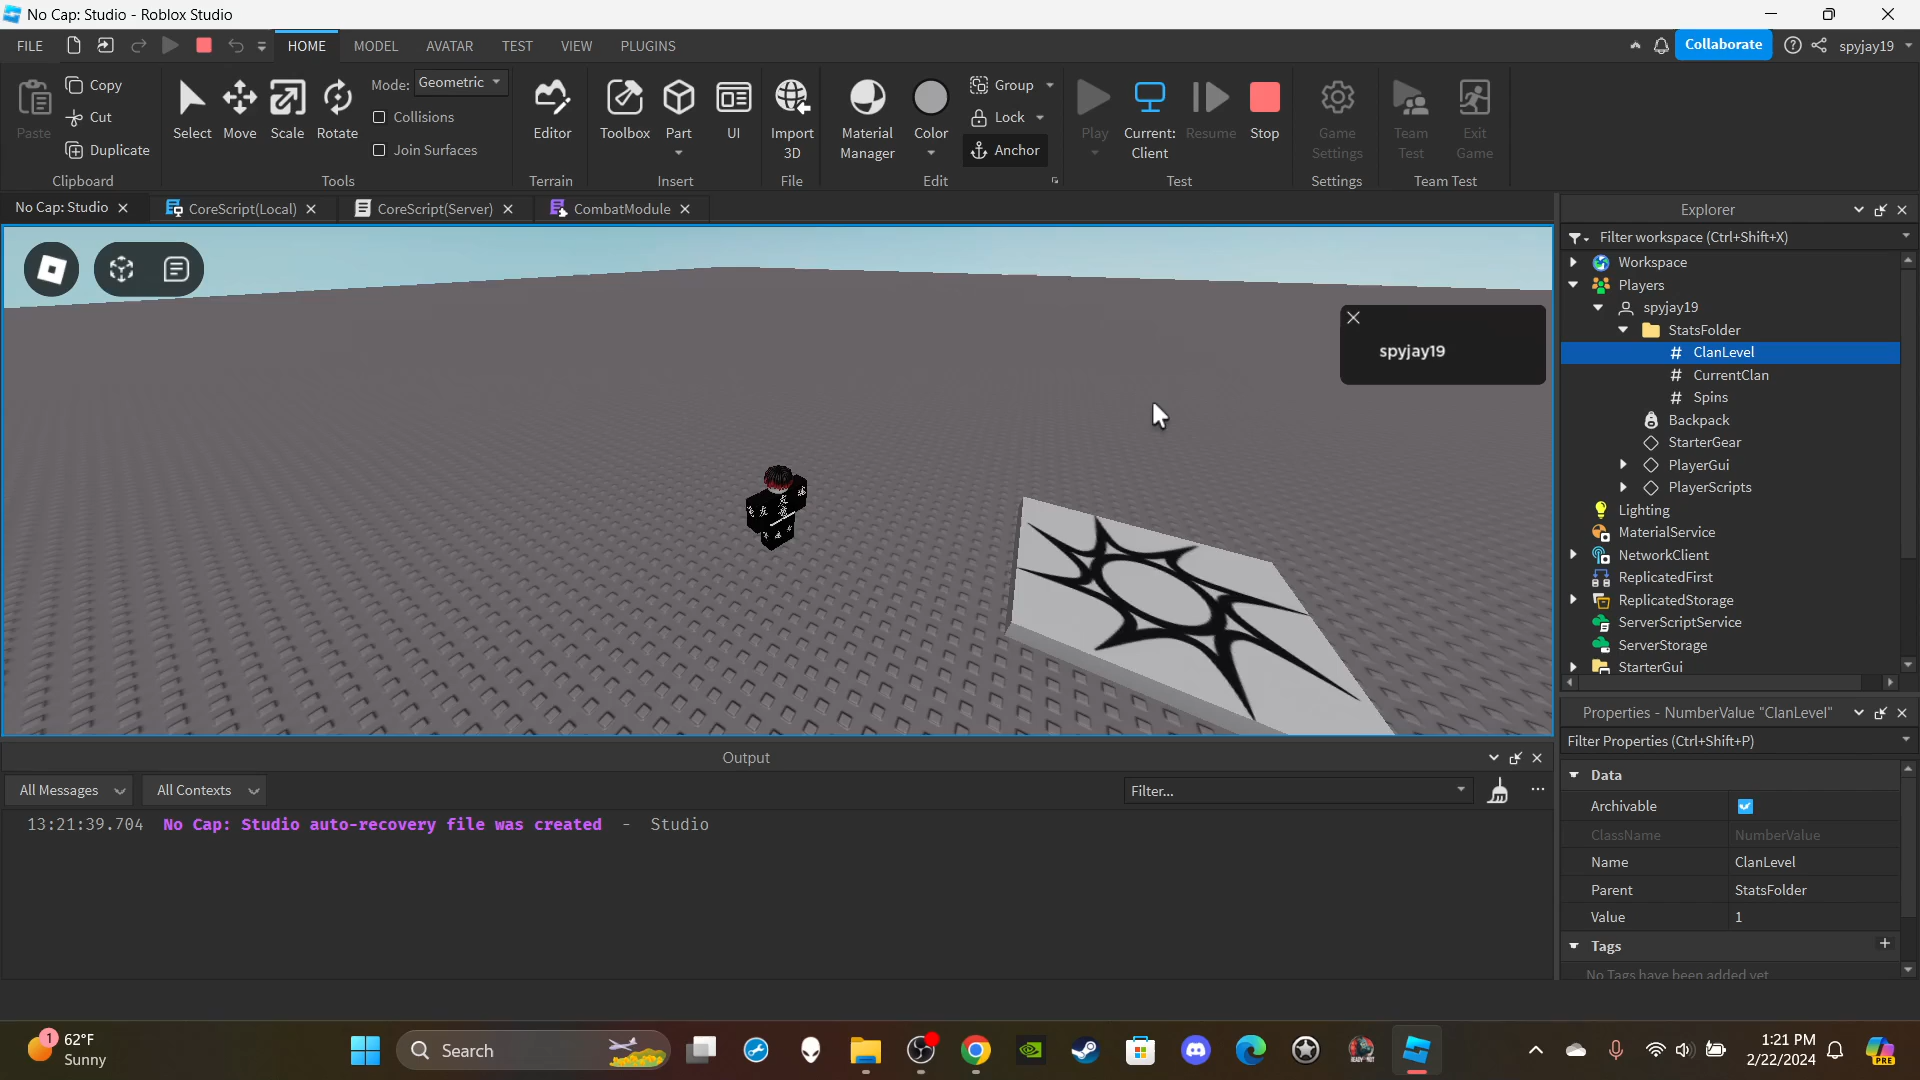 No Cap: Studio - Roblox Studio
FILE HOME MODEL AVATAR TEST VIEW PLUGINS Collaborate spyjay19
Copy Mode: Geometric Group
Cut Collisions Lock
Paste Select Move Scale Rotate Editor Toolbox Part UI Import 3D Material Manager Color Play Current: Client Resume Stop Game Settings Team Test Exit Game
Duplicate Join Surfaces Anchor
Clipboard Tools Terrain Insert File Edit Test Settings Team Test
No Cap: Studio CoreScript(Local) CoreScript(Server) CombatModule
Explorer
Filter workspace (Ctrl+Shift+X)
Workspace
Players
spyjay19
StatsFolder
ClanLevel
CurrentClan
Spins
Backpack
StarterGear
PlayerGui
PlayerScripts
Lighting
MaterialService
NetworkClient
ReplicatedFirst
ReplicatedStorage
ServerScriptService
ServerStorage
StarterGui
spyjay19
Properties - NumberValue "ClanLevel"
Filter Properties (Ctrl+Shift+P)
Data
Archivable
ClassName NumberValue
Name ClanLevel
Parent StatsFolder
Value 1
Tags
No Tags have been added yet
Output
All Messages All Contexts Filter...
13:21:39.704 No Cap: Studio auto-recovery file was created - Studio
1 62°F
Sunny
Search
1:21 PM
2/22/2024
PRE